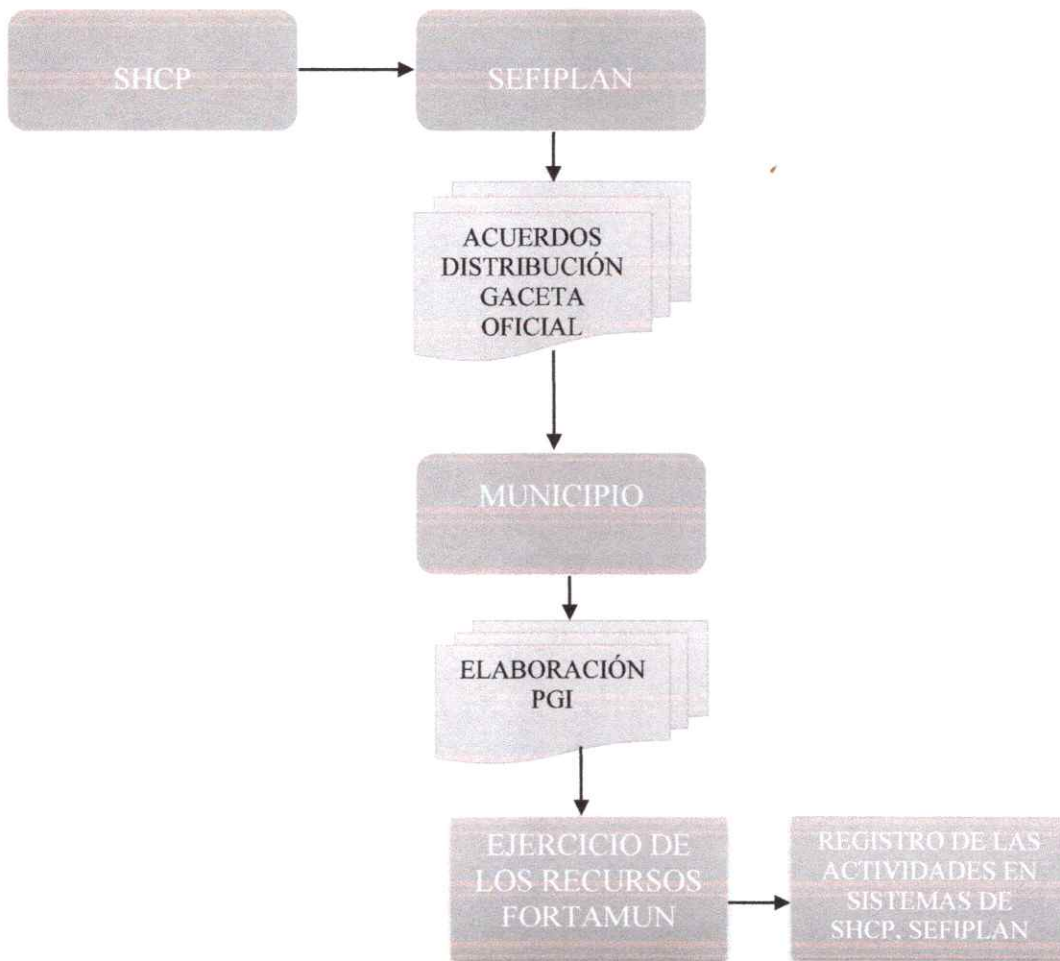 SHCP
SEFIPLAN
ACUERDOS
DISTRIBUCIÓN
GACETA
OFICIAL
MUNICIPIO
ELABORACIÓN
PGI
EJERCICIO DE
LOS RECURSOS
FORTAMUN
REGISTRO DE LAS
ACTIVIDADES EN
SISTEMAS DE
SHCP, SEFIPLAN